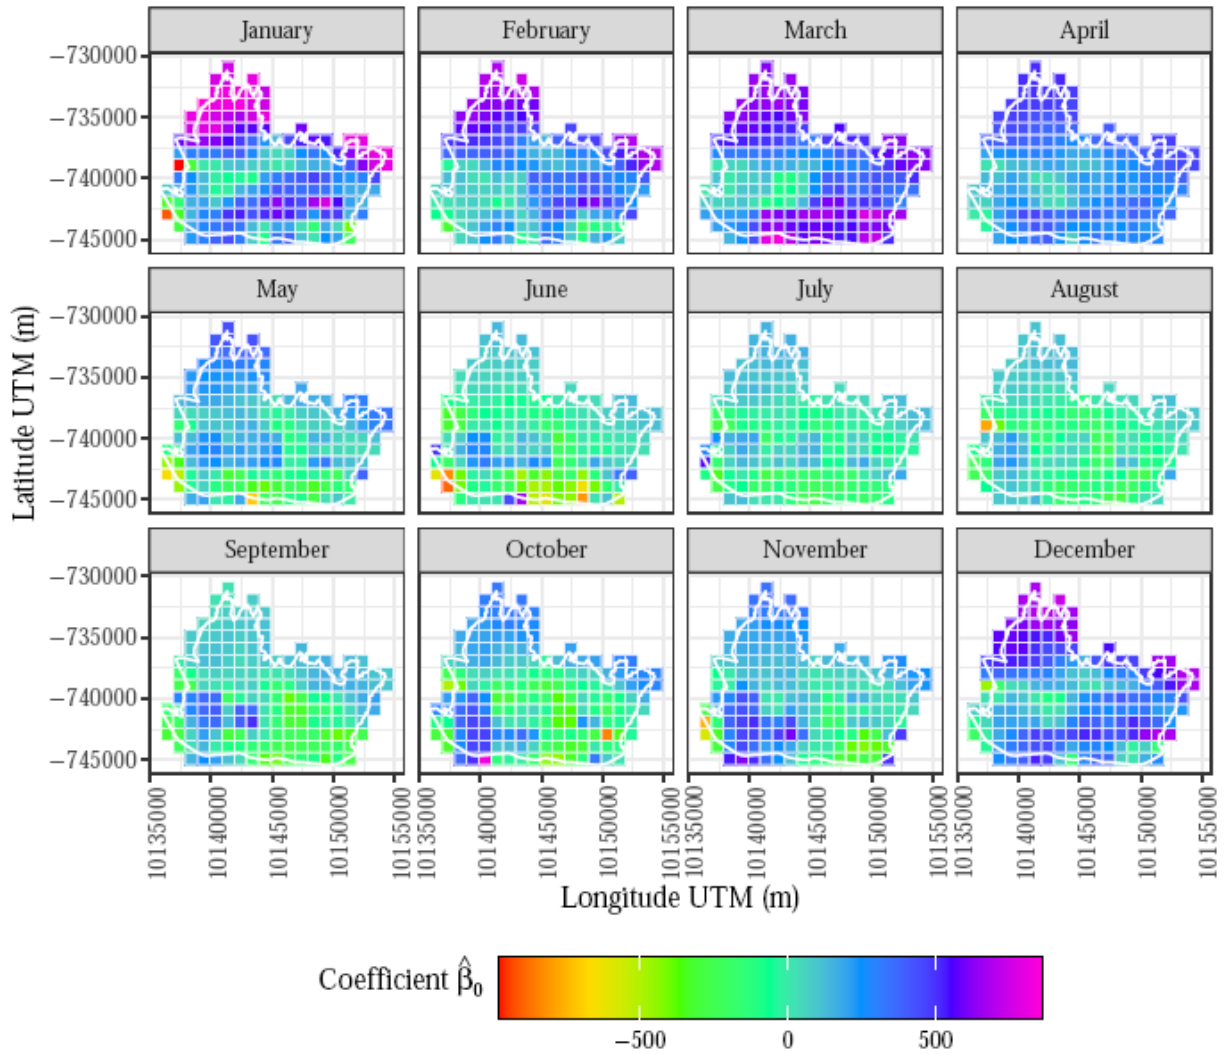 January February March April
−730000
−735000
−740000
−745000
May June July August
−730000
−735000
−740000
−745000
Latitude UTM (m)
September October November December
−730000
−735000
−740000
−745000
10135000 10140000 10145000 10150000 10155000 10135000 10140000 10145000 10150000 10155000 10135000 10140000 10145000 10150000 10155000 10135000 10140000 10145000 10150000 10155000
Longitude UTM (m)
Coefficient β̂₀
−500 0 500